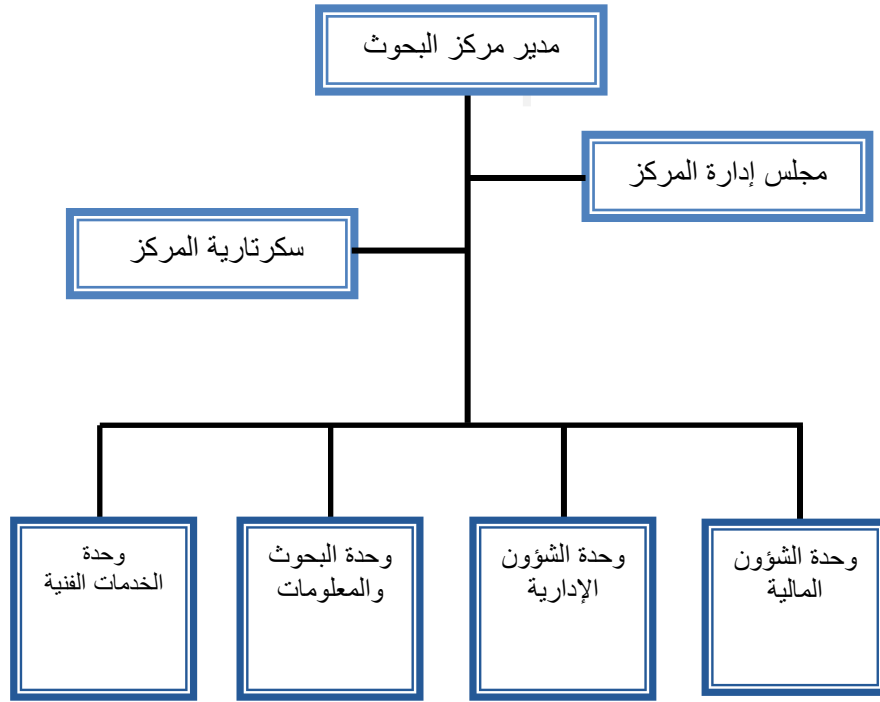 مدير مركز البحوث
مجلس إدارة المركز
سكرتارية المركز
وحدة الشؤون
المالية
وحدة الشؤون
الإدارية
وحدة البحوث
والمعلومات
وحدة
الخدمات الفنية